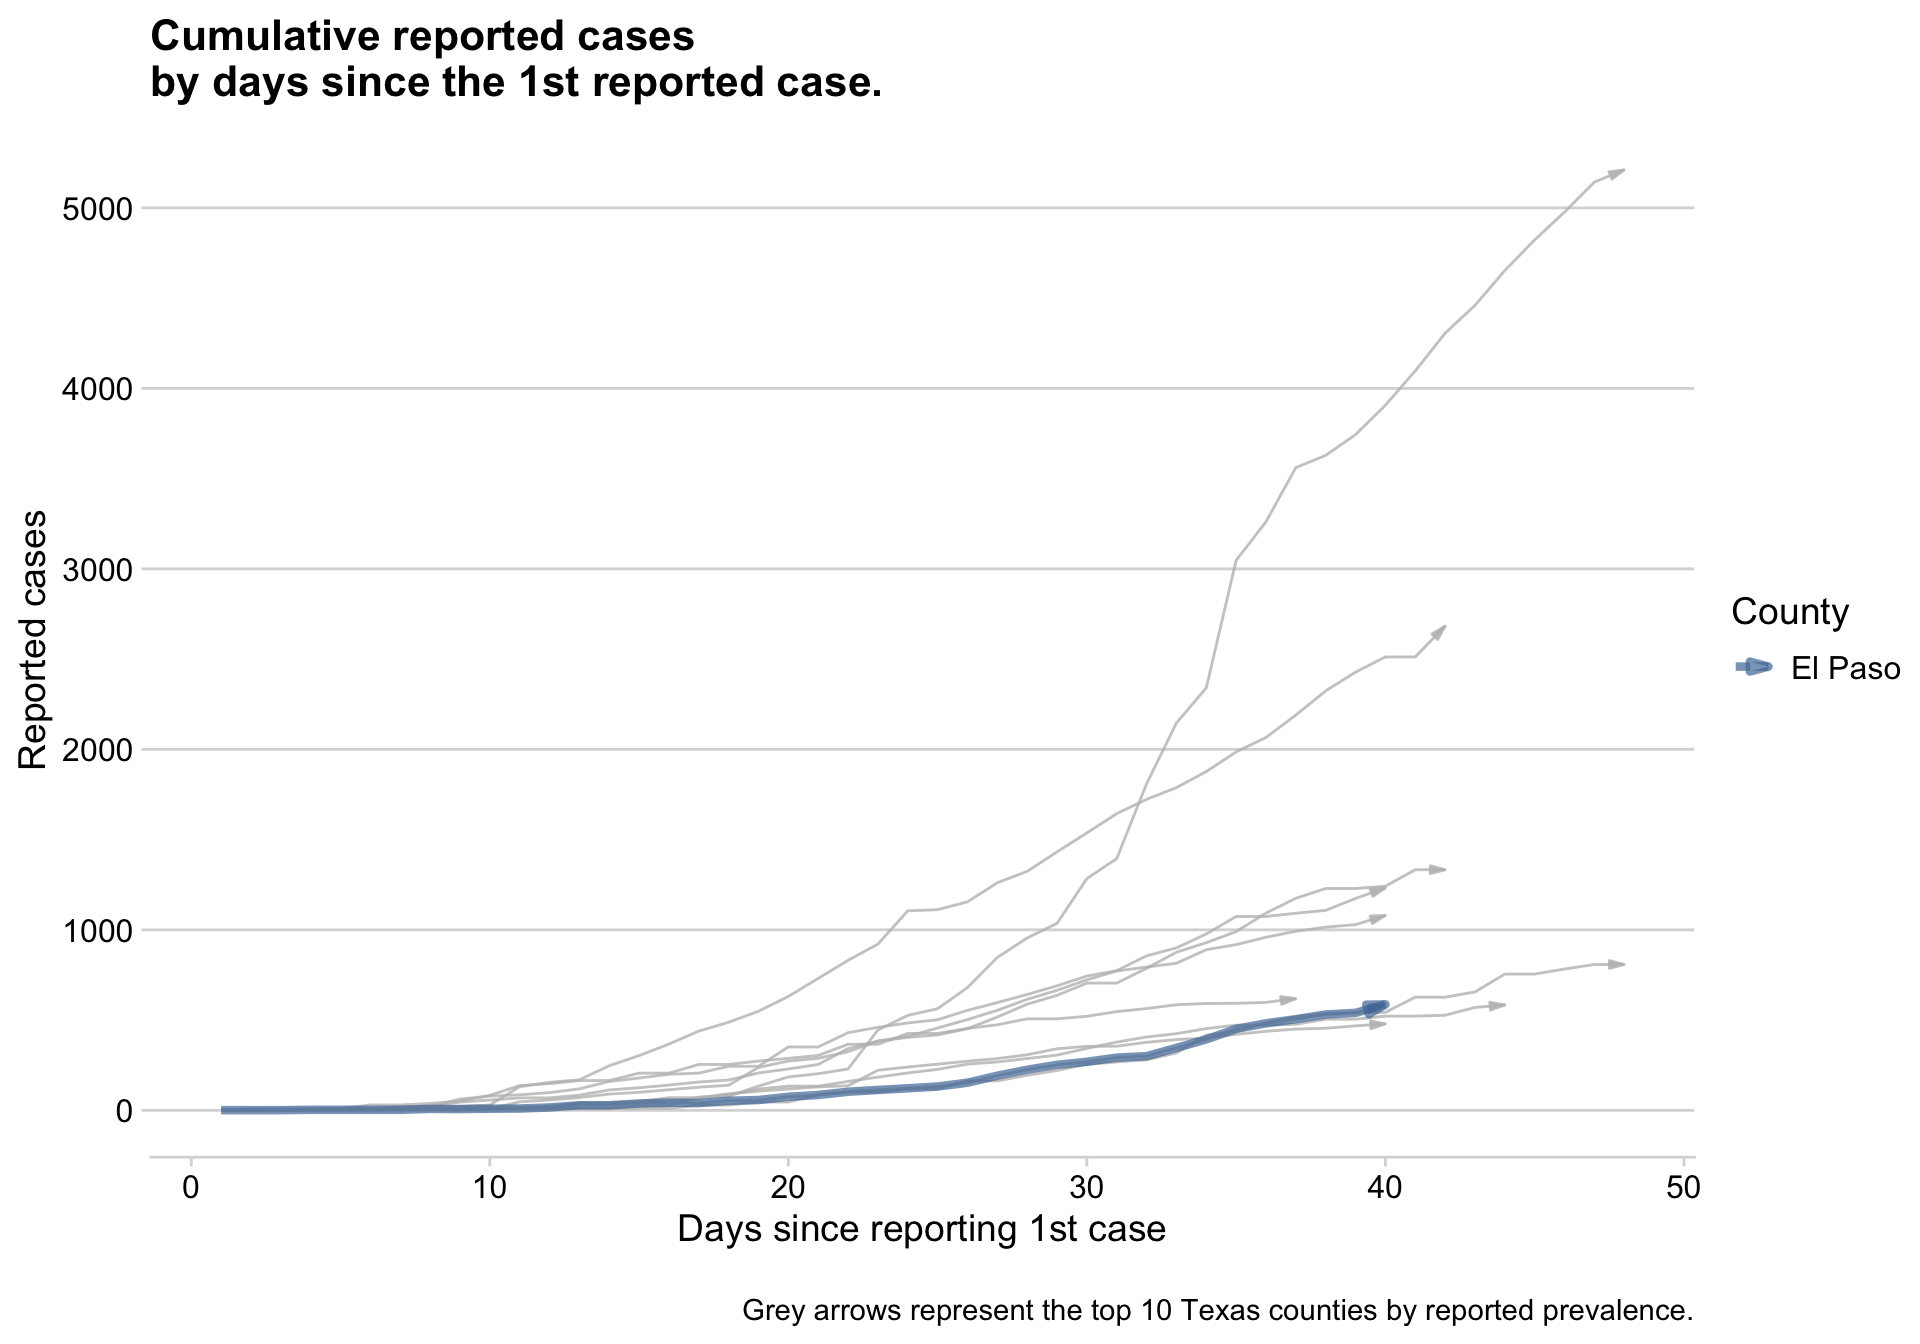 Cumulative reported cases
by days since the 1st reported case.
5000
4000
3000
2000
1000
0
Reported cases
0 10 20 30 40 50
Days since reporting 1st case
County
El Paso
Grey arrows represent the top 10 Texas counties by reported prevalence.